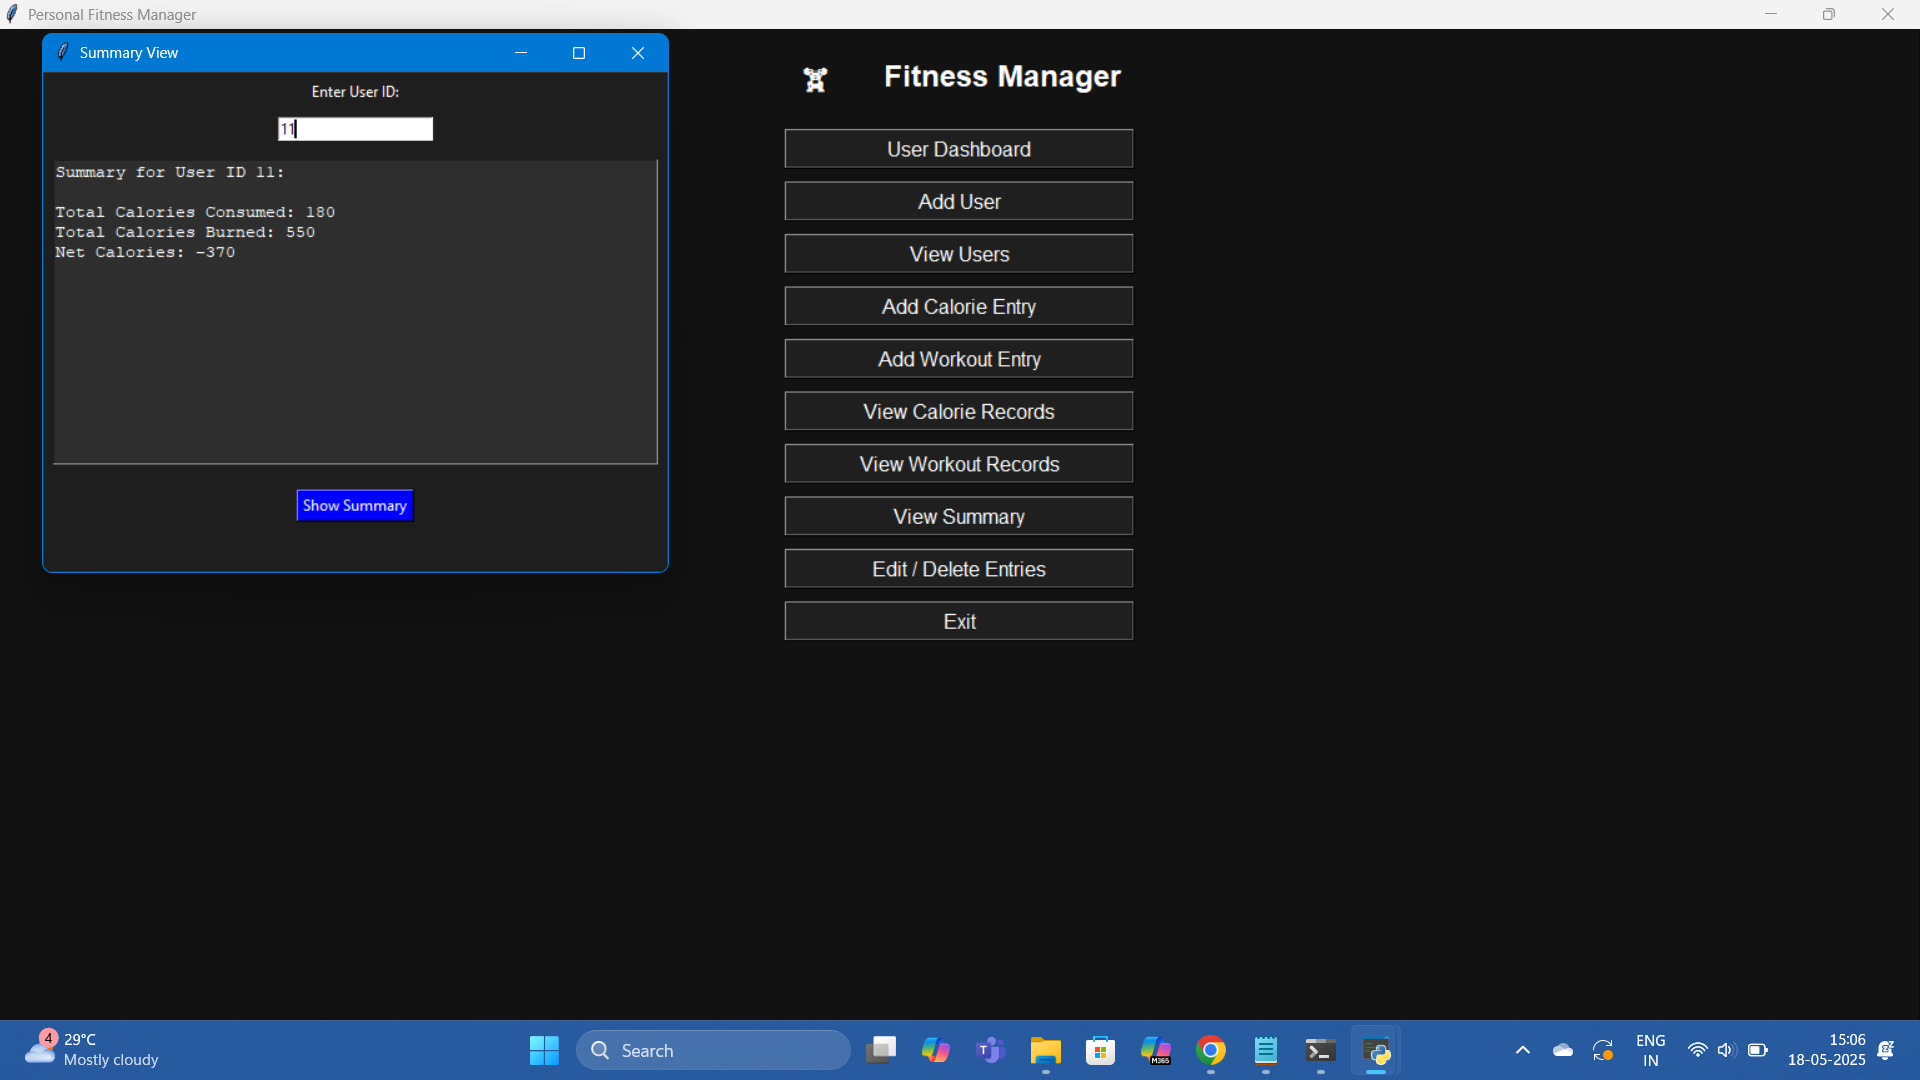 Personal Fitness Manager
Summary View
Enter User ID:
11
Summary for User ID 11:
Total Calories Consumed: 180
Total Calories Burned: 550
Net Calories: -370
Show Summary
Fitness Manager
User Dashboard
Add User
View Users
Add Calorie Entry
Add Workout Entry
View Calorie Records
View Workout Records
View Summary
Edit / Delete Entries
Exit
4
29°C
Mostly cloudy
Search
T
M365
ENG
IN
15:06
18-05-2025